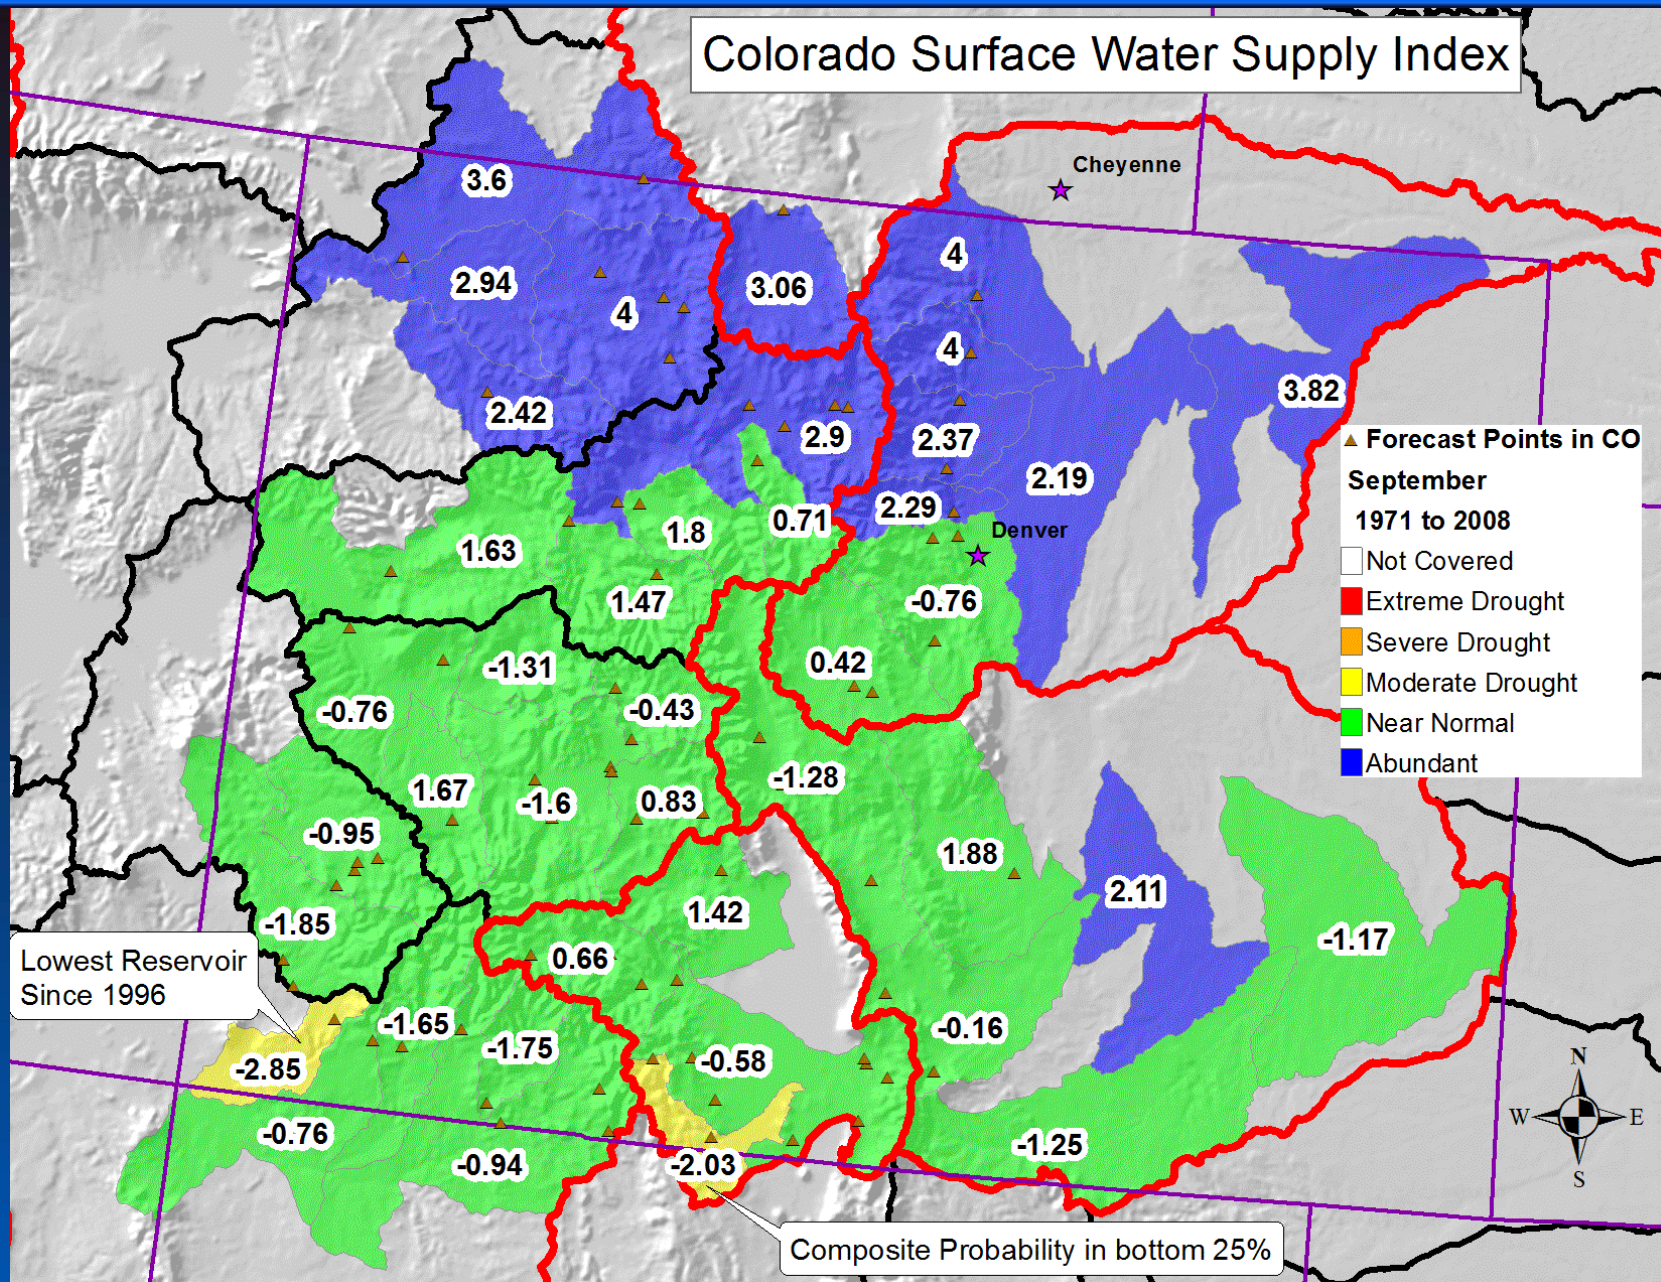 Colorado Surface Water Supply Index
Cheyenne
3.6
4
2.94
3.06
4
4
3.82
2.42
2.9
2.37
Forecast Points in CO
September
1971 to 2008
Not Covered
Extreme Drought
Severe Drought
Moderate Drought
Near Normal
Abundant
2.19
2.29
0.71
1.8
Denver
1.63
1.47
-0.76
0.42
-1.31
-0.76
-0.43
-1.28
1.67
-1.6
0.83
-0.95
1.88
2.11
1.42
-1.85
-1.17
0.66
Lowest Reservoir
Since 1996
-1.65
-0.16
-1.75
-0.58
-2.85
N
W
E
S
-0.76
-1.25
-0.94
-2.03
Composite Probability in bottom 25%